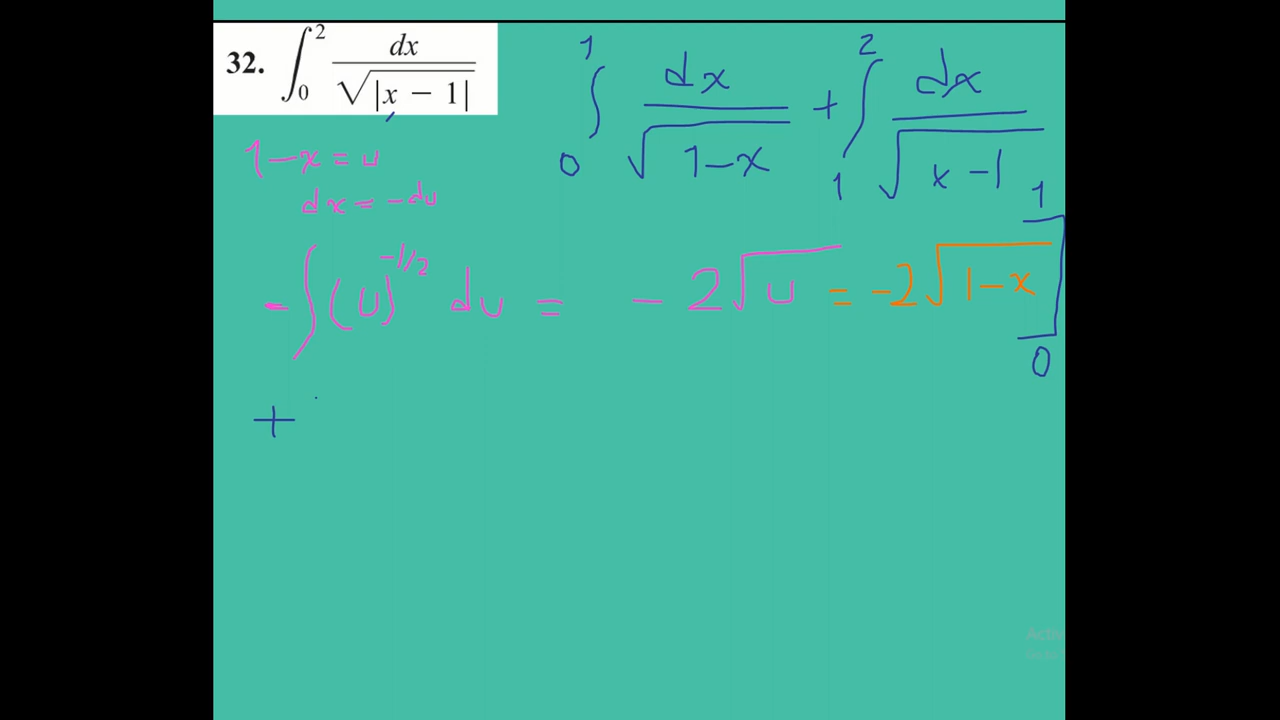 32. ∫₀² dx / √|x − 1|
∫₀¹ dx / √(1−x) + ∫₁² dx / √(x−1)
1−x = u
dx = −du
−∫(u)^(−1/2) du = −2√u = −2√(1−x) ]₀¹
+